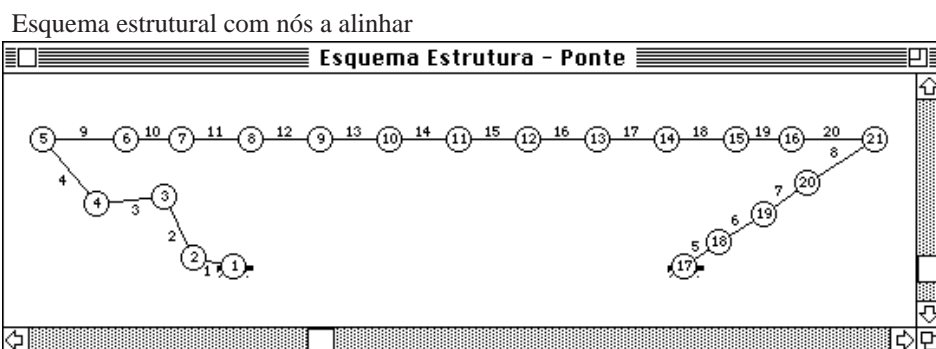 Esquema estrutural com nós a alinhar
Esquema Estrutura - Ponte
9 10 11 12 13 14 15 16 17 18 19 20
5 6 7 8 9 10 11 12 13 14 15 16 21
8
4 7 20
4 3 3 6 19
2 5 18
2 1 1 17